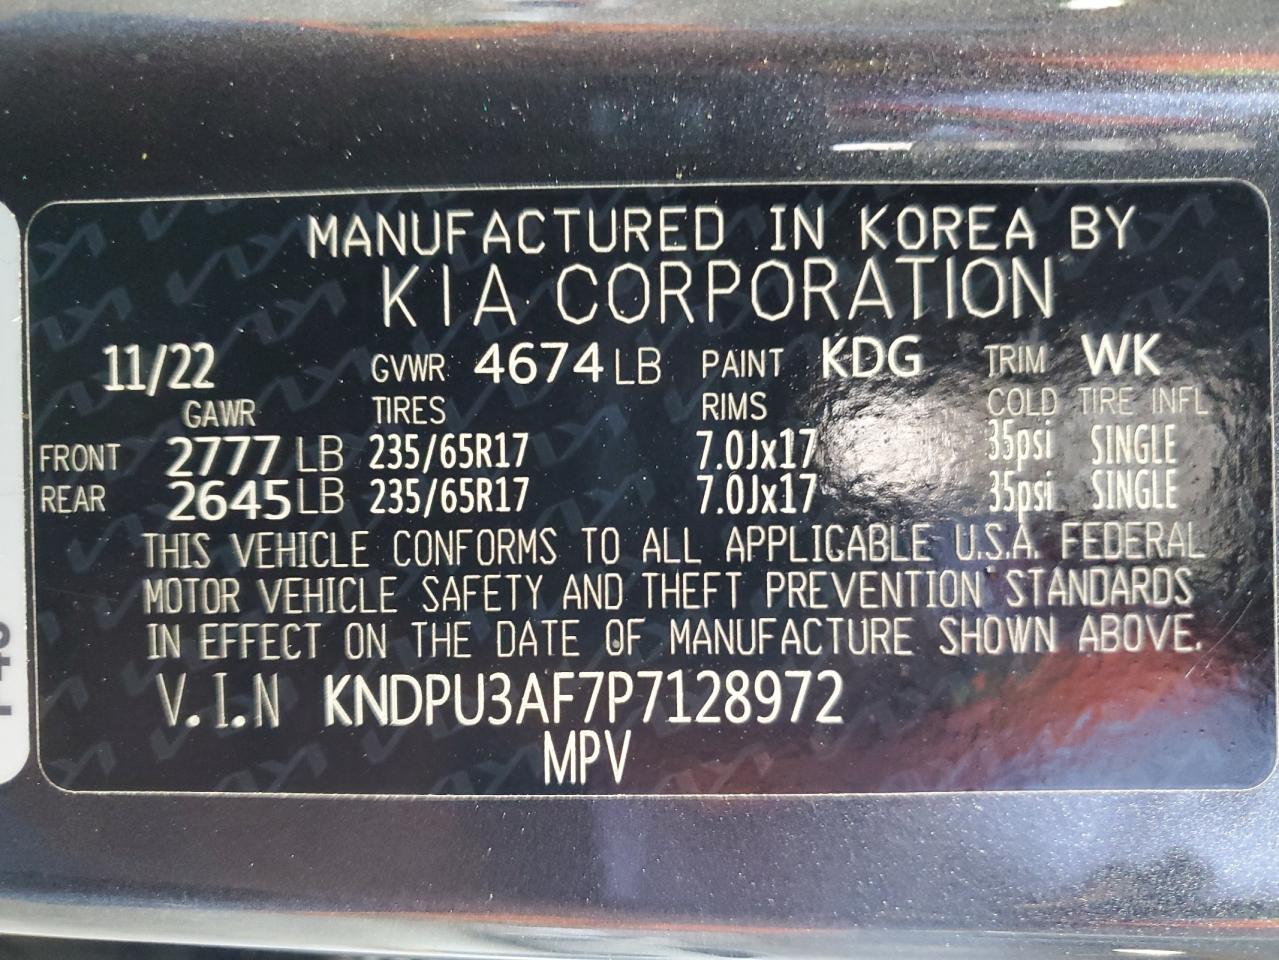 MANUFACTURED IN KOREA BY
KIA CORPORATION
11/22 GVWR 4674 LB PAINT KDG TRIM WK
GAWR TIRES RIMS COLD TIRE INFL
FRONT 2777 LB 235/65R17 7.0Jx17 35psi SINGLE
REAR 2645 LB 235/65R17 7.0Jx17 35psi SINGLE
THIS VEHICLE CONFORMS TO ALL APPLICABLE U.S.A. FEDERAL
MOTOR VEHICLE SAFETY AND THEFT PREVENTION STANDARDS
IN EFFECT ON THE DATE OF MANUFACTURE SHOWN ABOVE.
V.I.N KNDPU3AF7P7128972
MPV